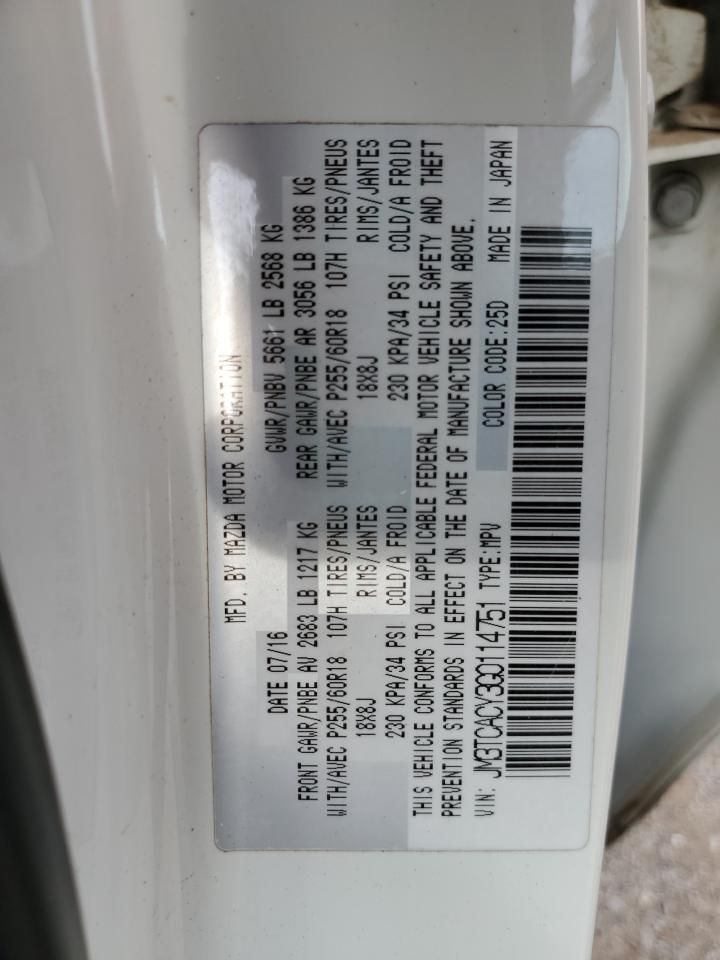 MFD. BY MAZDA MOTOR CORPORATION
DATE 07/16 GVWR/PNBV 5661 LB 2568 KG
FRONT GAWR/PNBE AV 2683 LB 1217 KG REAR GAWR/PNBE AR 3056 LB 1386 KG
WITH/AVEC P255/60R18 107H TIRES/PNEUS WITH/AVEC P255/60R18 107H TIRES/PNEUS
18X8J RIMS/JANTES 18X8J RIMS/JANTES
230 KPA/34 PSI COLD/A FROID 230 KPA/34 PSI COLD/A FROID
THIS VEHICLE CONFORMS TO ALL APPLICABLE FEDERAL MOTOR VEHICLE SAFETY AND THEFT
PREVENTION STANDARDS IN EFFECT ON THE DATE OF MANUFACTURE SHOWN ABOVE.
VIN: JM3TCACY3G0114751 TYPE:MPV COLOR CODE:25D MADE IN JAPAN